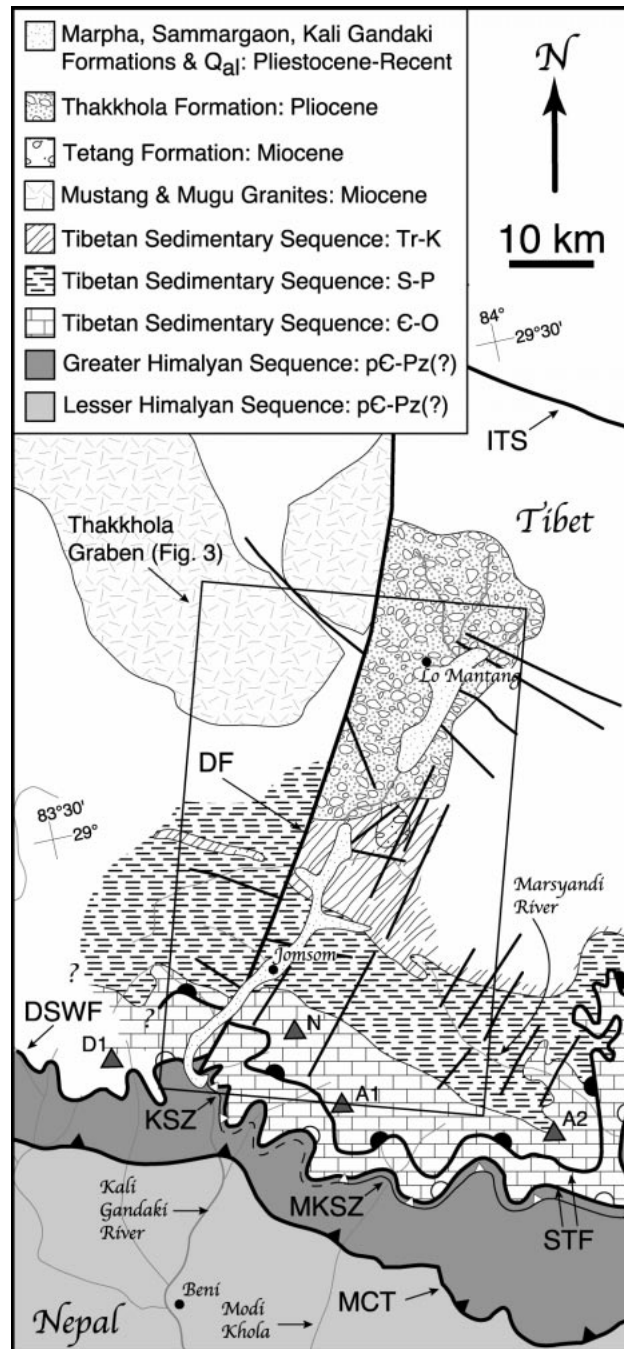 Marpha, Sammargaon, Kali Gandaki
Formations & Qal: Pliestocene-Recent
Thakkhola Formation: Pliocene
Tetang Formation: Miocene
Mustang & Mugu Granites: Miocene
Tibetan Sedimentary Sequence: Tr-K
Tibetan Sedimentary Sequence: S-P
Tibetan Sedimentary Sequence: Є-O
Greater Himalyan Sequence: pЄ-Pz(?)
Lesser Himalyan Sequence: pЄ-Pz(?)
N
10 km
84°
29°30'
ITS
Tibet
Thakkhola
Graben (Fig. 3)
Lo Mantang
DF
83°30'
29°
Marsyandi
River
Jomsom
?
?
DSWF
D1
N
KSZ
A1
A2
Kali
Gandaki
River
MKSZ
STF
Beni
Modi
Khola
MCT
Nepal